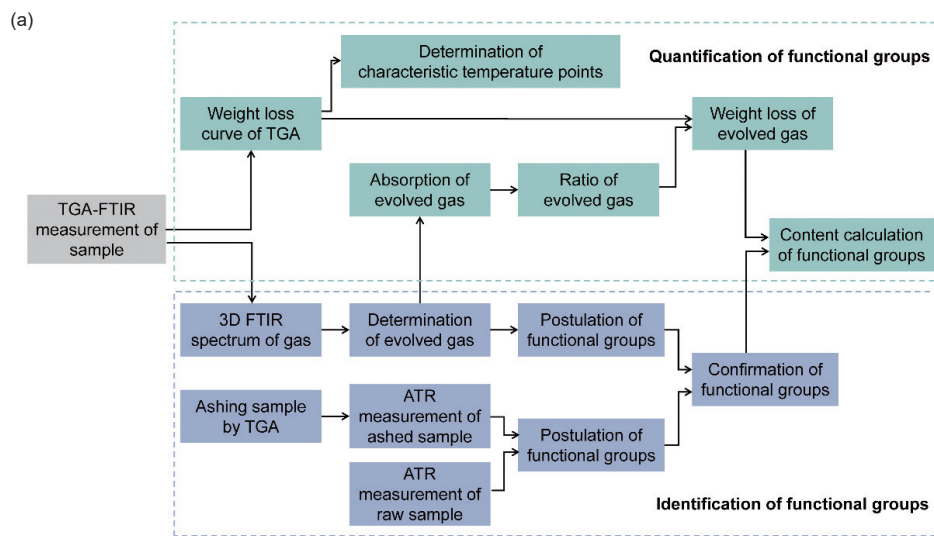 (a)
Determination of
characteristic temperature points
Quantification of functional groups
Weight loss
curve of TGA
Weight loss of
evolved gas
Absorption of
evolved gas
Ratio of
evolved gas
TGA-FTIR
measurement of
sample
Content calculation
of functional groups
3D FTIR
spectrum of gas
Determination
of evolved gas
Postulation of
functional groups
Confirmation of
functional groups
Ashing sample
by TGA
ATR
measurement of
ashed sample
Postulation of
functional groups
ATR
measurement of
raw sample
Identification of functional groups